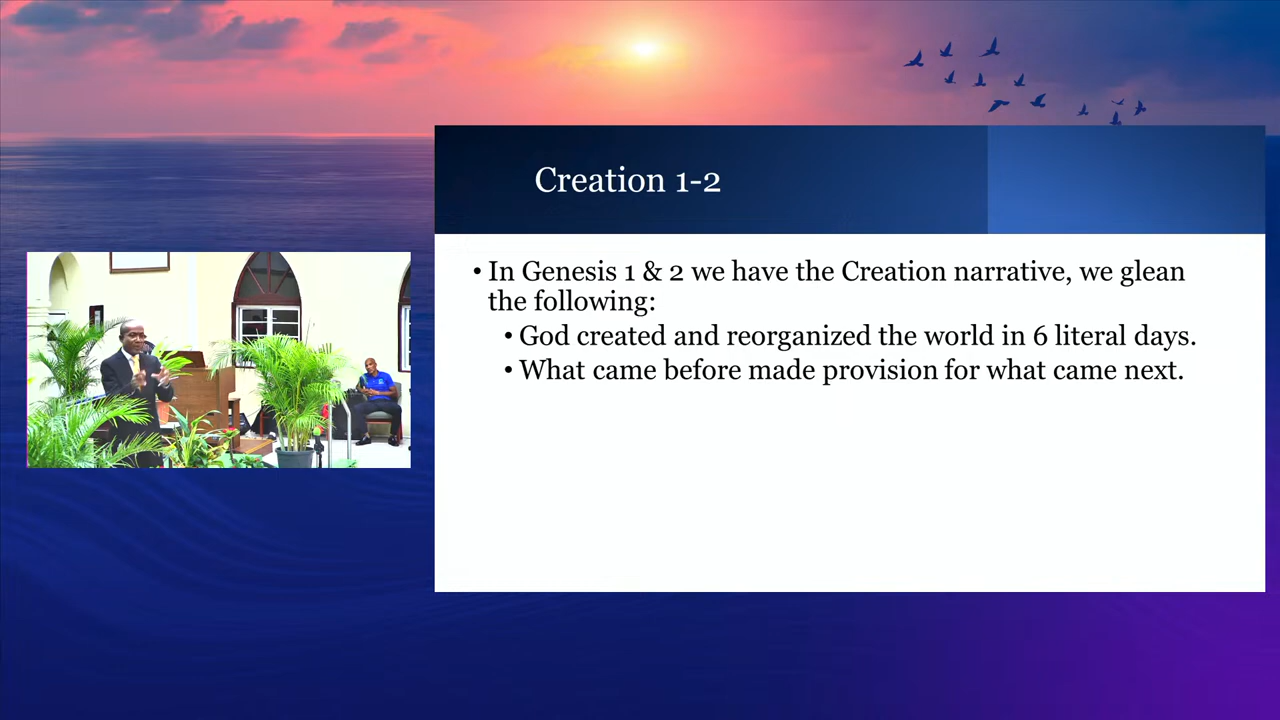 Creation 1-2
• In Genesis 1 & 2 we have the Creation narrative, we glean
the following:
• God created and reorganized the world in 6 literal days.
• What came before made provision for what came next.